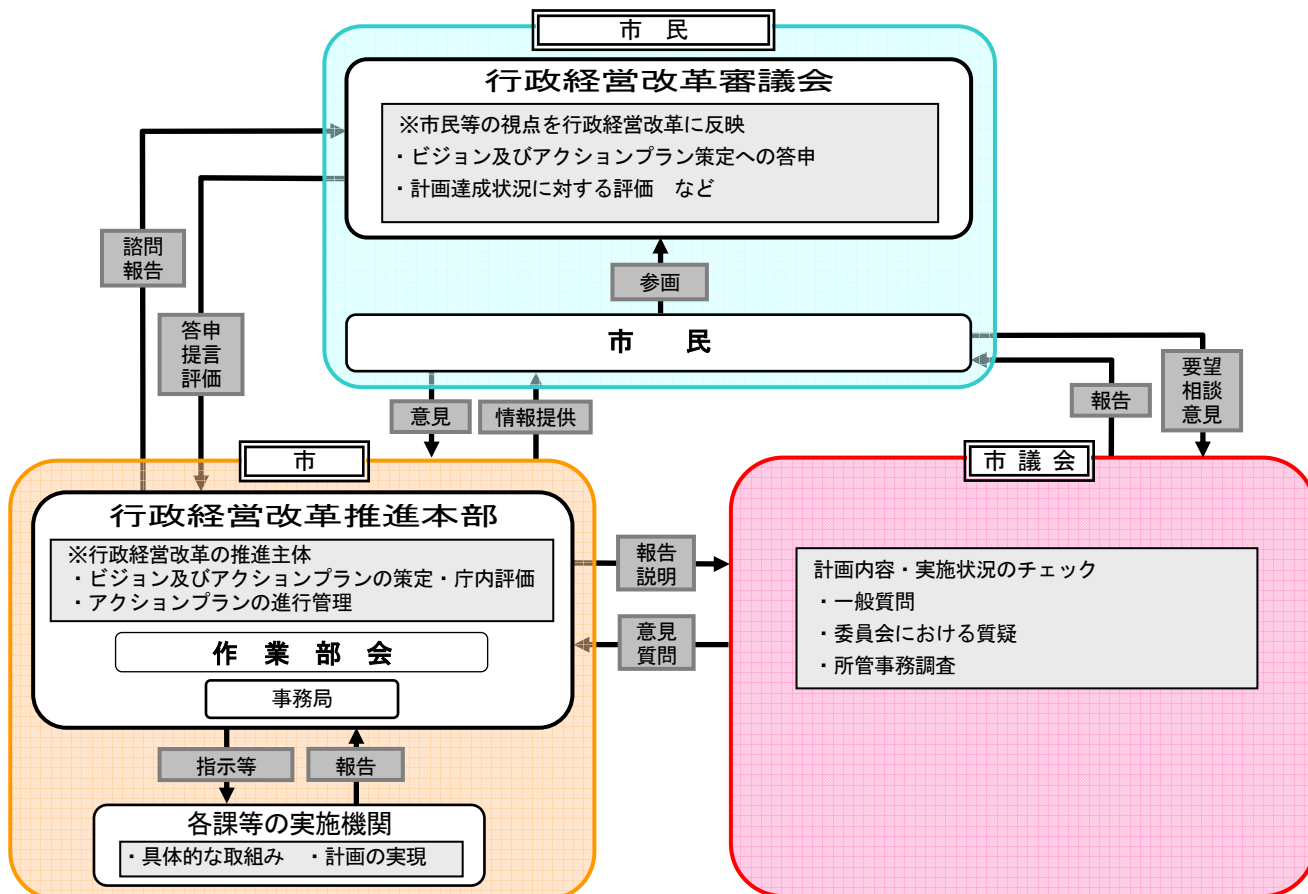 市　民
行政経営改革審議会
※市民等の視点を行政経営改革に反映
・ビジョン及びアクションプラン策定への答申
・計画達成状況に対する評価　など
諮問
報告
答申
提言
評価
参画
市　民
意見
情報提供
報告
要望
相談
意見
市
行政経営改革推進本部
※行政経営改革の推進主体
・ビジョン及びアクションプランの策定・庁内評価
・アクションプランの進行管理
作　業　部　会
事務局
指示等
報告
各課等の実施機関
・具体的な取組み　・計画の実現
報告
説明
意見
質問
市 議 会
計画内容・実施状況のチェック
・一般質問
・委員会における質疑
・所管事務調査